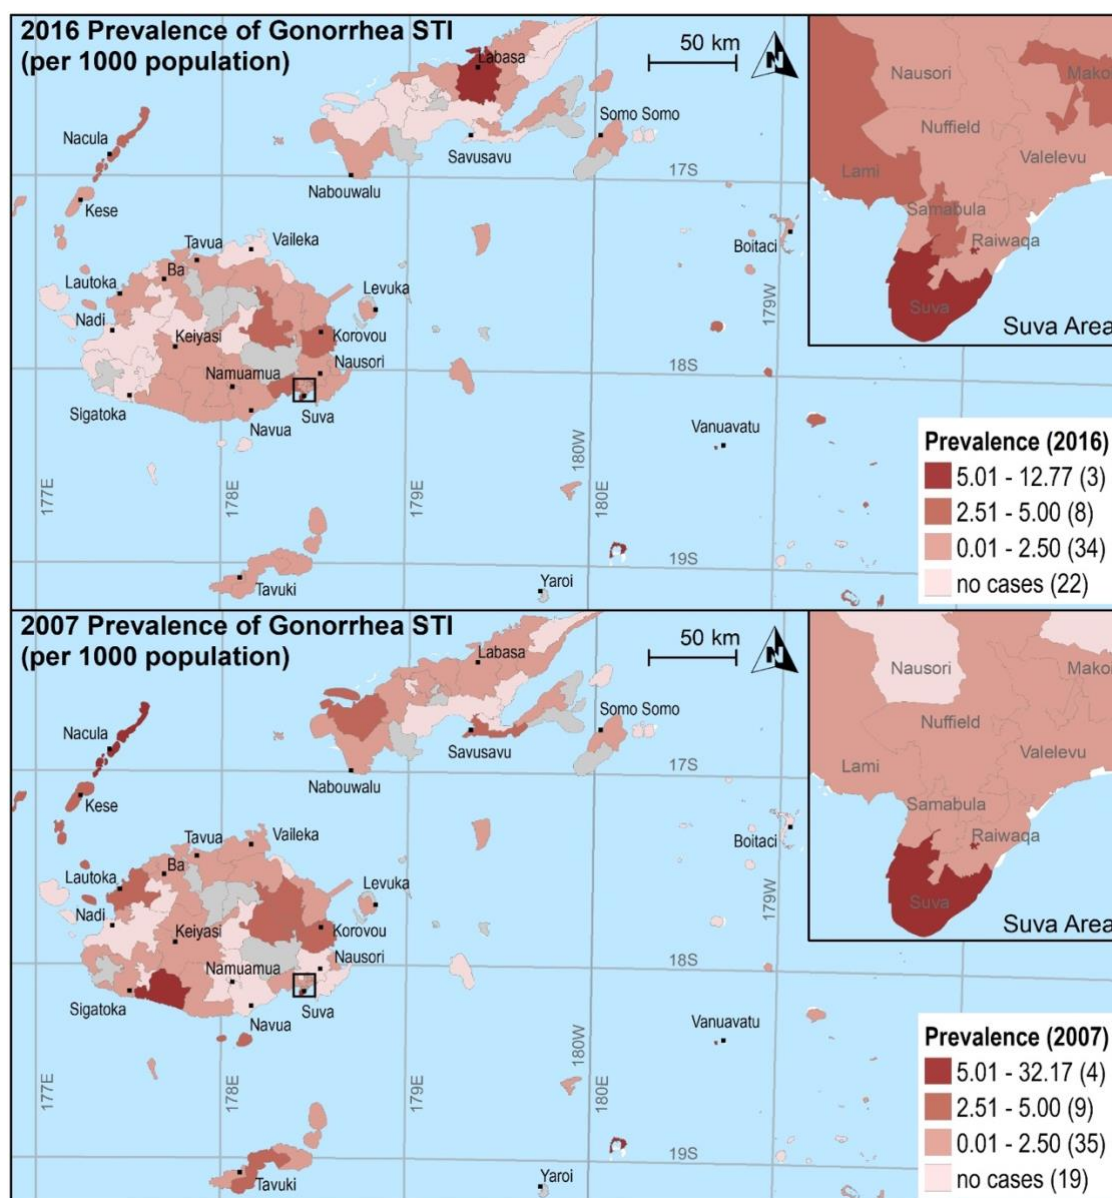 2016 Prevalence of Gonorrhea STI
(per 1000 population)
50 km
N
Labasa
Nacula
Kese
Savusavu
Somo Somo
Nabouwalu
17S
Tavua
Vaileka
Ba
Lautoka
Levuka
Nadi
Keiyasi
Korovou
Nausori
Namuamua
Sigatoka
Navua
Suva
Boitaci
179W
18S
Vanuavatu
177E
178E
179E
180W
180E
19S
Tavuki
Yaroi
Nausori
Mako
Nuffield
Valelevu
Lami
Samabula
Raiwaqa
Suva
Suva Area
Prevalence (2016)
5.01 - 12.77 (3)
2.51 - 5.00 (8)
0.01 - 2.50 (34)
no cases (22)
2007 Prevalence of Gonorrhea STI
(per 1000 population)
50 km
N
Labasa
Nacula
Kese
Savusavu
Somo Somo
Nabouwalu
17S
Tavua
Vaileka
Ba
Lautoka
Levuka
Nadi
Keiyasi
Korovou
Nausori
Namuamua
Sigatoka
Navua
Suva
Boitaci
179W
18S
Vanuavatu
177E
178E
179E
180W
180E
19S
Tavuki
Yaroi
Nausori
Mako
Nuffield
Valelevu
Lami
Samabula
Raiwaqa
Suva
Suva Area
Prevalence (2007)
5.01 - 32.17 (4)
2.51 - 5.00 (9)
0.01 - 2.50 (35)
no cases (19)